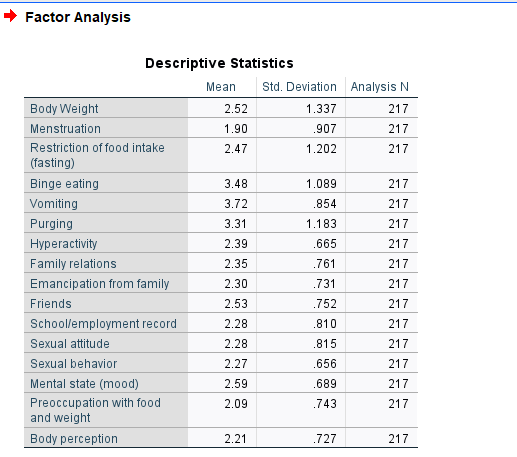 Factor Analysis
Descriptive Statistics
Mean Std. Deviation Analysis N
Body Weight 2.52 1.337 217
Menstruation 1.90 .907 217
Restriction of food intake 2.47 1.202 217
(fasting)
Binge eating 3.48 1.089 217
Vomiting 3.72 .854 217
Purging 3.31 1.183 217
Hyperactivity 2.39 .665 217
Family relations 2.35 .761 217
Emancipation from family 2.30 .731 217
Friends 2.53 .752 217
School/employment record 2.28 .810 217
Sexual attitude 2.28 .815 217
Sexual behavior 2.27 .656 217
Mental state (mood) 2.59 .689 217
Preoccupation with food 2.09 .743 217
and weight
Body perception 2.21 .727 217